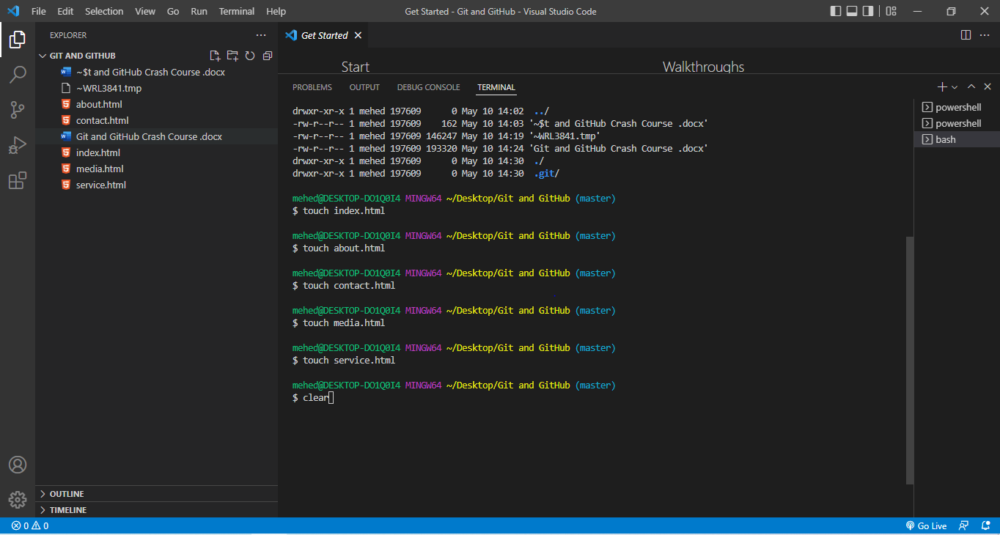 File Edit Selection View Go Run Terminal Help
Get Started - Git and GitHub - Visual Studio Code
EXPLORER
GIT AND GITHUB
~$t and GitHub Crash Course .docx
~WRL3841.tmp
about.html
contact.html
Git and GitHub Crash Course .docx
index.html
media.html
service.html
OUTLINE
TIMELINE
Get Started
Start
Walkthroughs
PROBLEMS OUTPUT DEBUG CONSOLE TERMINAL
drwxr-xr-x 1 mehed 197609      0 May 10 14:02  ../
-rw-r--r-- 1 mehed 197609    162 May 10 14:03 '~$t and GitHub Crash Course .docx'
-rw-r--r-- 1 mehed 197609 146247 May 10 14:19 '~WRL3841.tmp'
-rw-r--r-- 1 mehed 197609 193320 May 10 14:24 'Git and GitHub Crash Course .docx'
drwxr-xr-x 1 mehed 197609      0 May 10 14:30  ./
drwxr-xr-x 1 mehed 197609      0 May 10 14:30  .git/
mehed@DESKTOP-DO1Q0I4 MINGW64 ~/Desktop/Git and GitHub (master)
$ touch index.html
mehed@DESKTOP-DO1Q0I4 MINGW64 ~/Desktop/Git and GitHub (master)
$ touch about.html
mehed@DESKTOP-DO1Q0I4 MINGW64 ~/Desktop/Git and GitHub (master)
$ touch contact.html
mehed@DESKTOP-DO1Q0I4 MINGW64 ~/Desktop/Git and GitHub (master)
$ touch media.html
mehed@DESKTOP-DO1Q0I4 MINGW64 ~/Desktop/Git and GitHub (master)
$ touch service.html
mehed@DESKTOP-DO1Q0I4 MINGW64 ~/Desktop/Git and GitHub (master)
$ clear
powershell
powershell
bash
0 0
Go Live